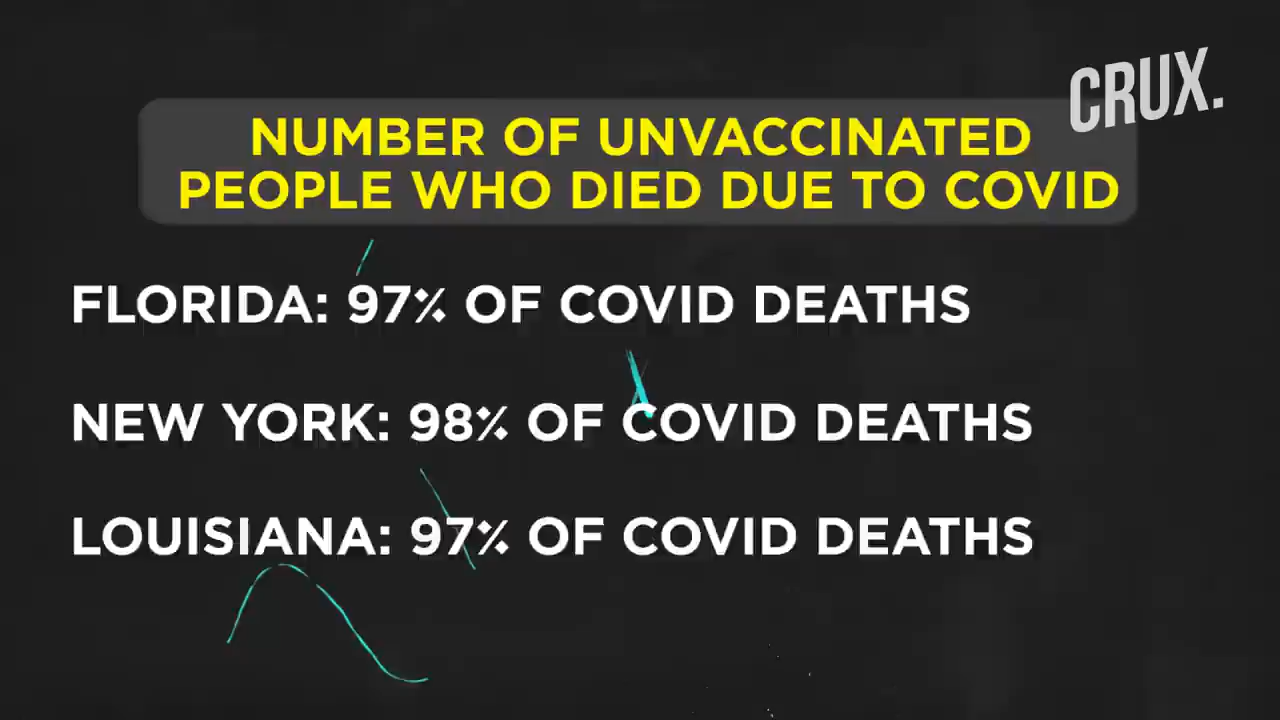 CRUX.
NUMBER OF UNVACCINATED
PEOPLE WHO DIED DUE TO COVID
FLORIDA: 97% OF COVID DEATHS
NEW YORK: 98% OF COVID DEATHS
LOUISIANA: 97% OF COVID DEATHS